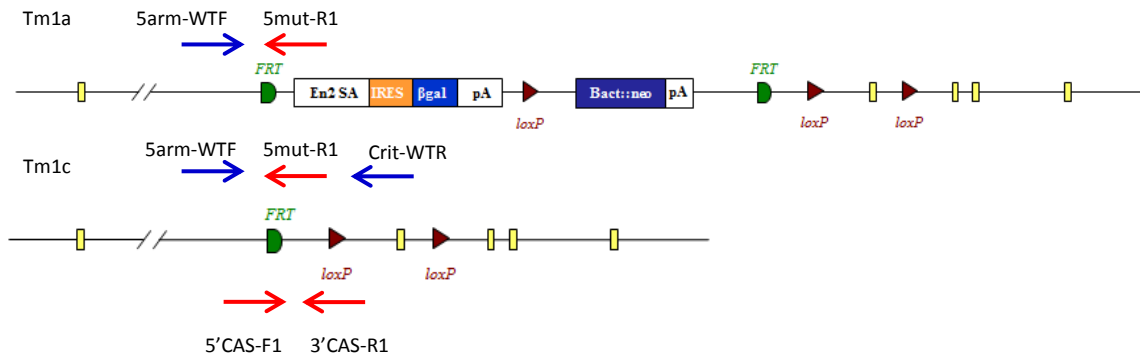 Tm1a
5arm-WTF 5mut-R1
FRT FRT
En2 SA IRES βgal pA Bact::neo pA
loxP loxP loxP
5arm-WTF 5mut-R1 Crit-WTR
Tm1c
FRT
loxP loxP
5'CAS-F1 3'CAS-R1